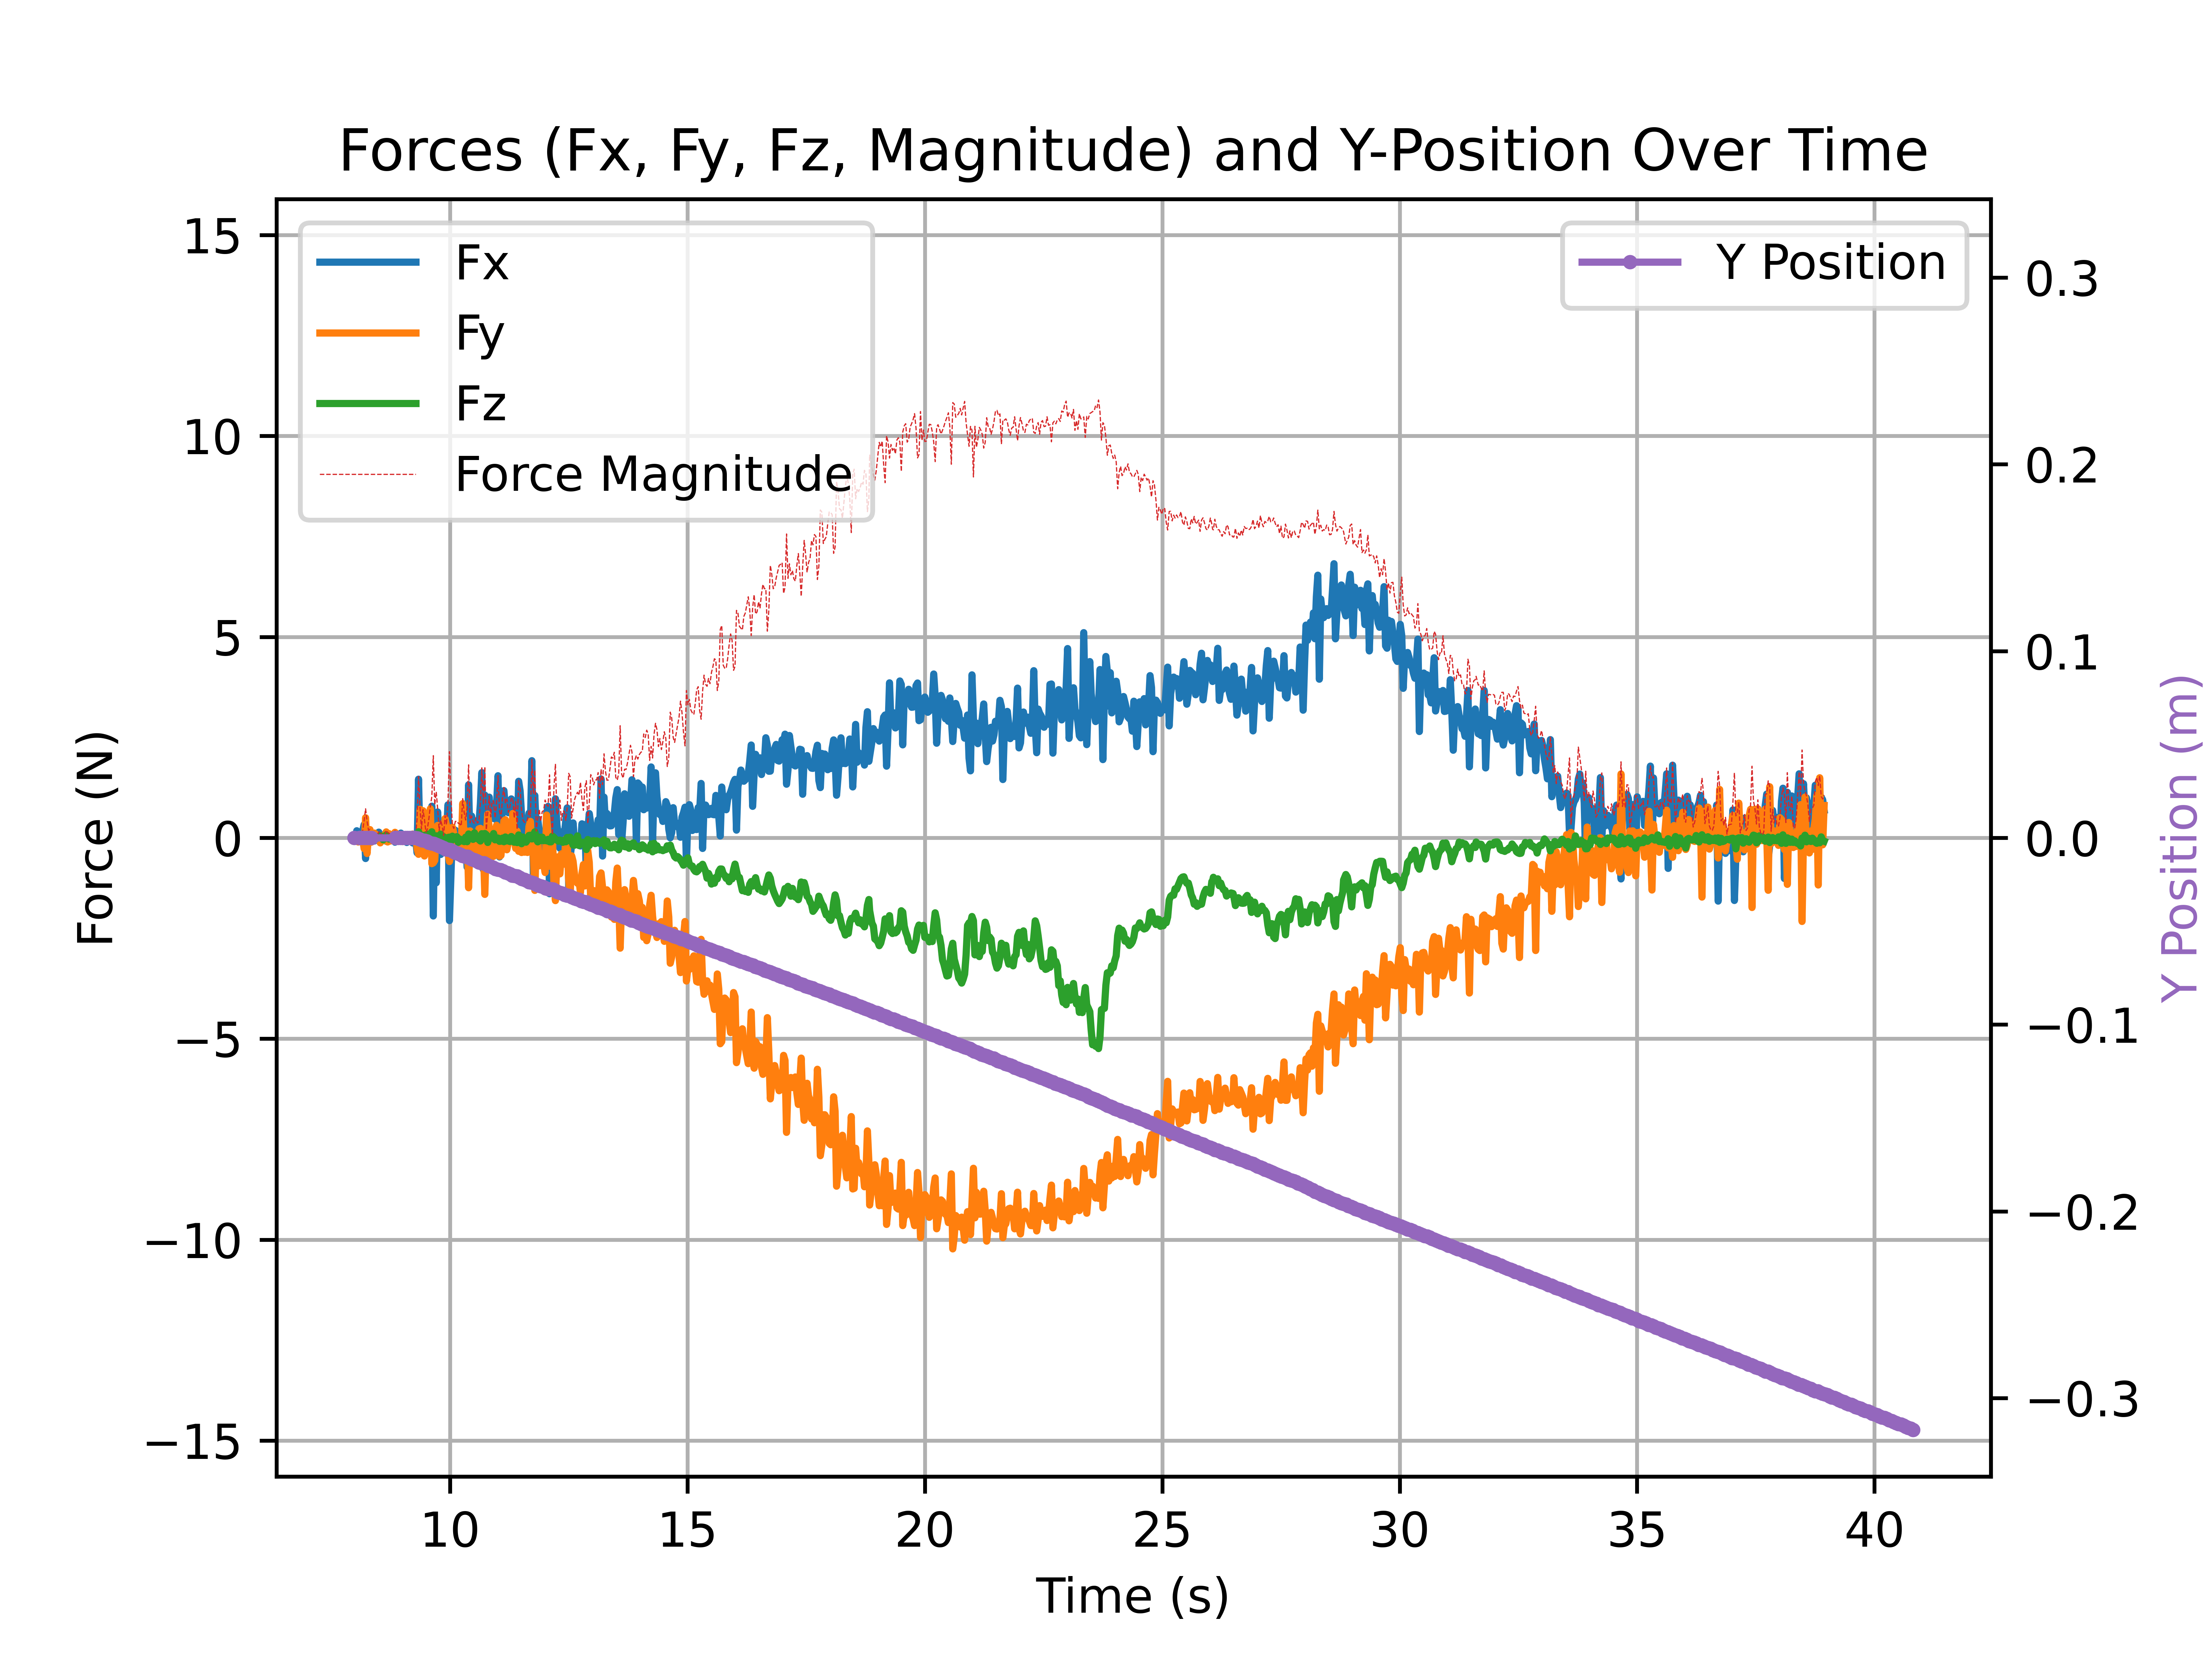 Forces (Fx, Fy, Fz, Magnitude) and Y-Position Over Time
Fx
Fy
Fz
Force Magnitude
Y Position
15
10
5
0
−5
−10
−15
Force (N)
0.3
0.2
0.1
0.0
−0.1
−0.2
−0.3
Y Position (m)
10 15 20 25 30 35 40
Time (s)